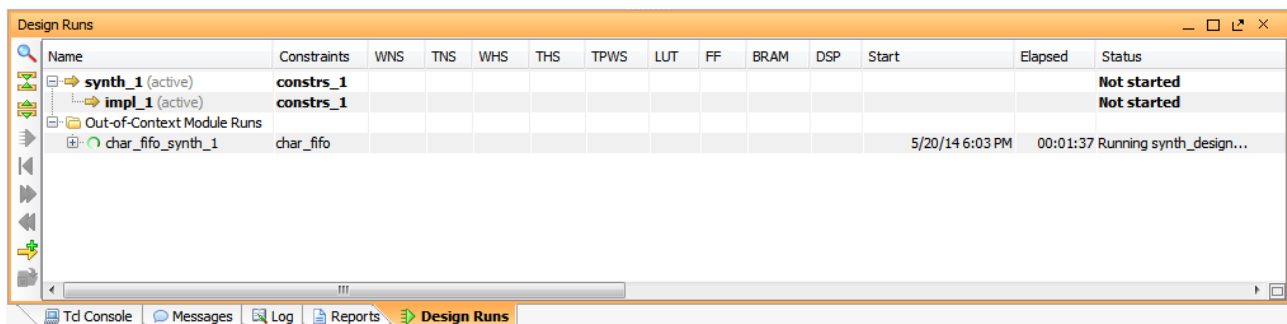 Design Runs
Name Constraints WNS TNS WHS THS TPWS LUT FF BRAM DSP Start Elapsed Status
synth_1 (active) constrs_1 Not started
impl_1 (active) constrs_1 Not started
Out-of-Context Module Runs
char_fifo_synth_1 char_fifo 5/20/14 6:03 PM 00:01:37 Running synth_design...
Tcl Console Messages Log Reports Design Runs